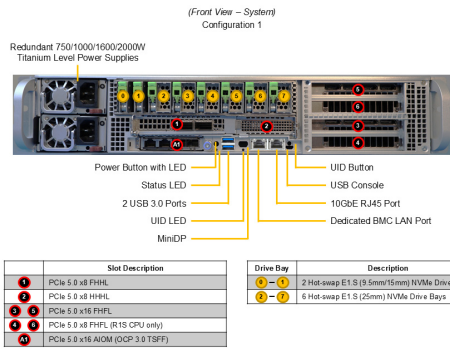 (Front View – System)
Configuration 1
Redundant 750/1000/1600/2000W
Titanium Level Power Supplies
0 1 2 3 4 5 6 7
5
6
1
2
3
A1
4
Power Button with LED
UID Button
Status LED
USB Console
2 USB 3.0 Ports
10GbE RJ45 Port
UID LED
Dedicated BMC LAN Port
MiniDP
Slot Description
1 PCIe 5.0 x8 FHHL
2 PCIe 5.0 x8 HHHL
3 5 PCIe 5.0 x16 FHFL
4 6 PCIe 5.0 x8 FHFL (R1S CPU only)
A1 PCIe 5.0 x16 AIOM (OCP 3.0 TSFF)
Drive Bay Description
0 – 1 2 Hot-swap E1.S (9.5mm/15mm) NVMe Drive
2 – 7 6 Hot-swap E1.S (25mm) NVMe Drive Bays